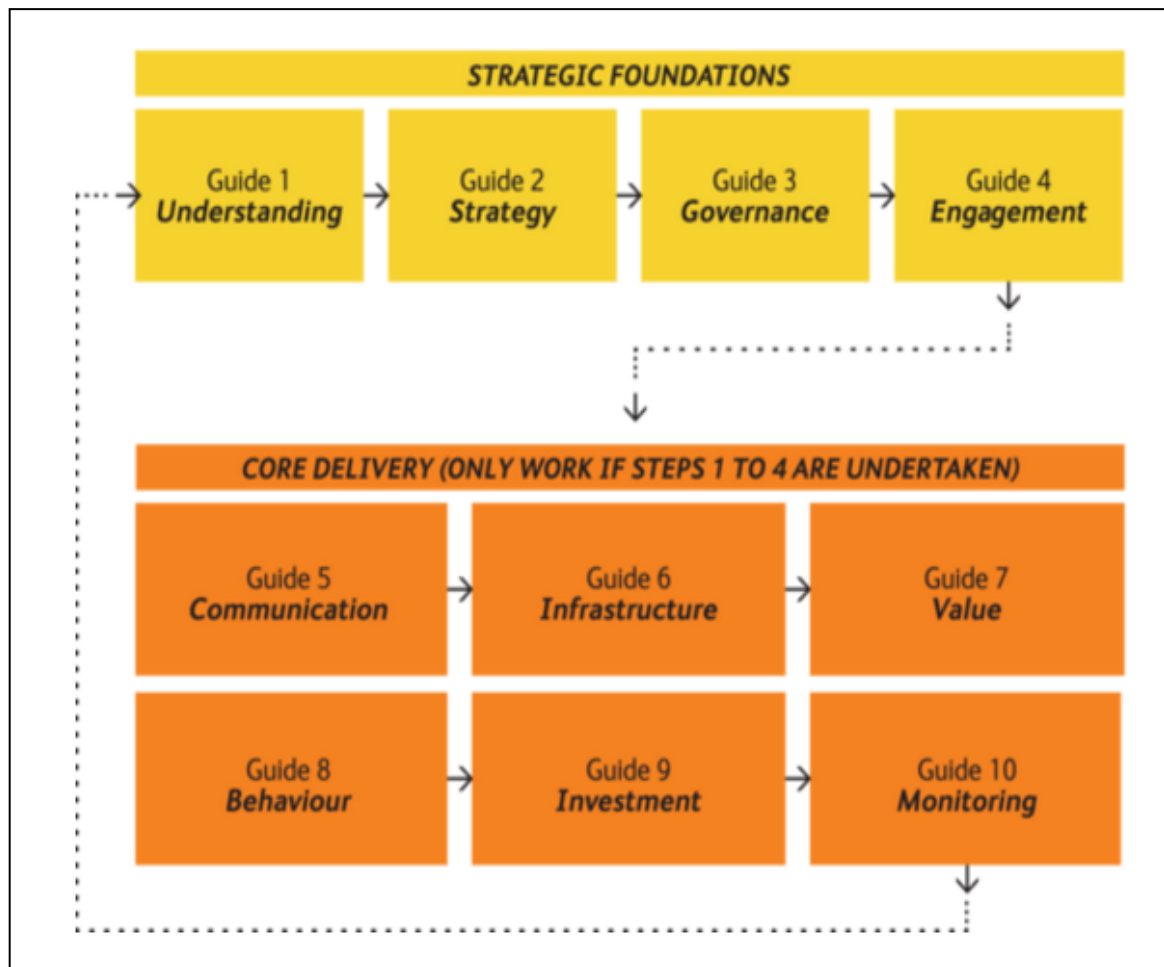 STRATEGIC FOUNDATIONS
Guide 1
Understanding
Guide 2
Strategy
Guide 3
Governance
Guide 4
Engagement
CORE DELIVERY (ONLY WORK IF STEPS 1 TO 4 ARE UNDERTAKEN)
Guide 5
Communication
Guide 6
Infrastructure
Guide 7
Value
Guide 8
Behaviour
Guide 9
Investment
Guide 10
Monitoring